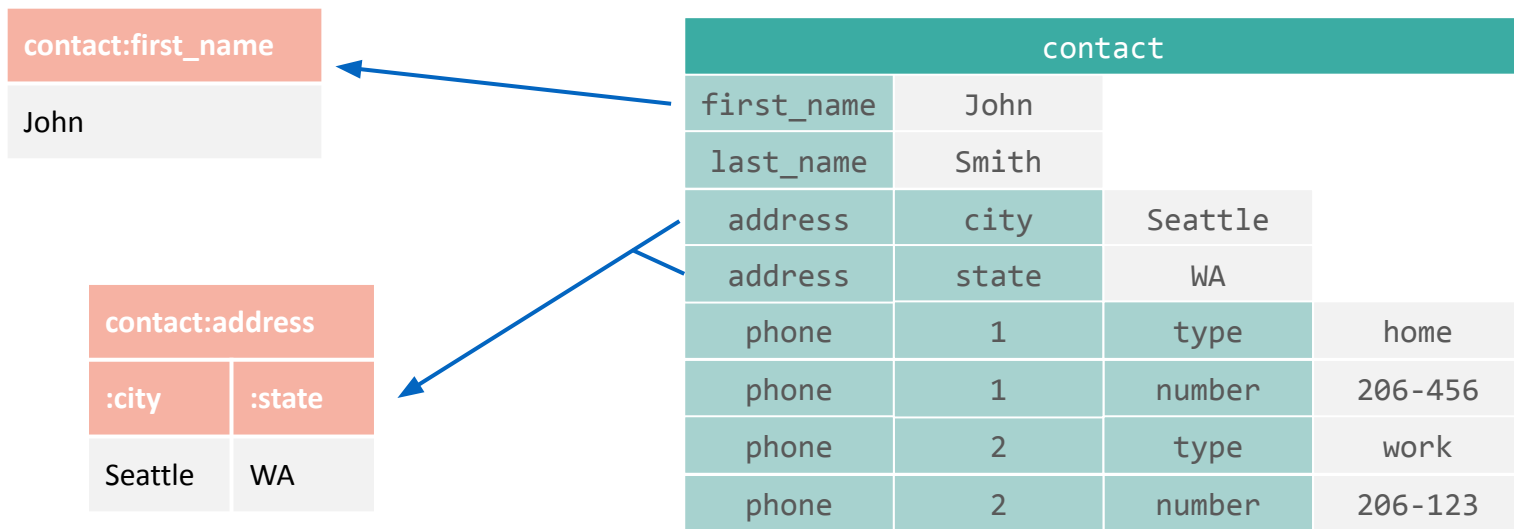 contact:first_name
John
contact:address
:city :state
Seattle WA
contact
first_name John
last_name Smith
address city Seattle
address state WA
phone 1 type home
phone 1 number 206-456
phone 2 type work
phone 2 number 206-123